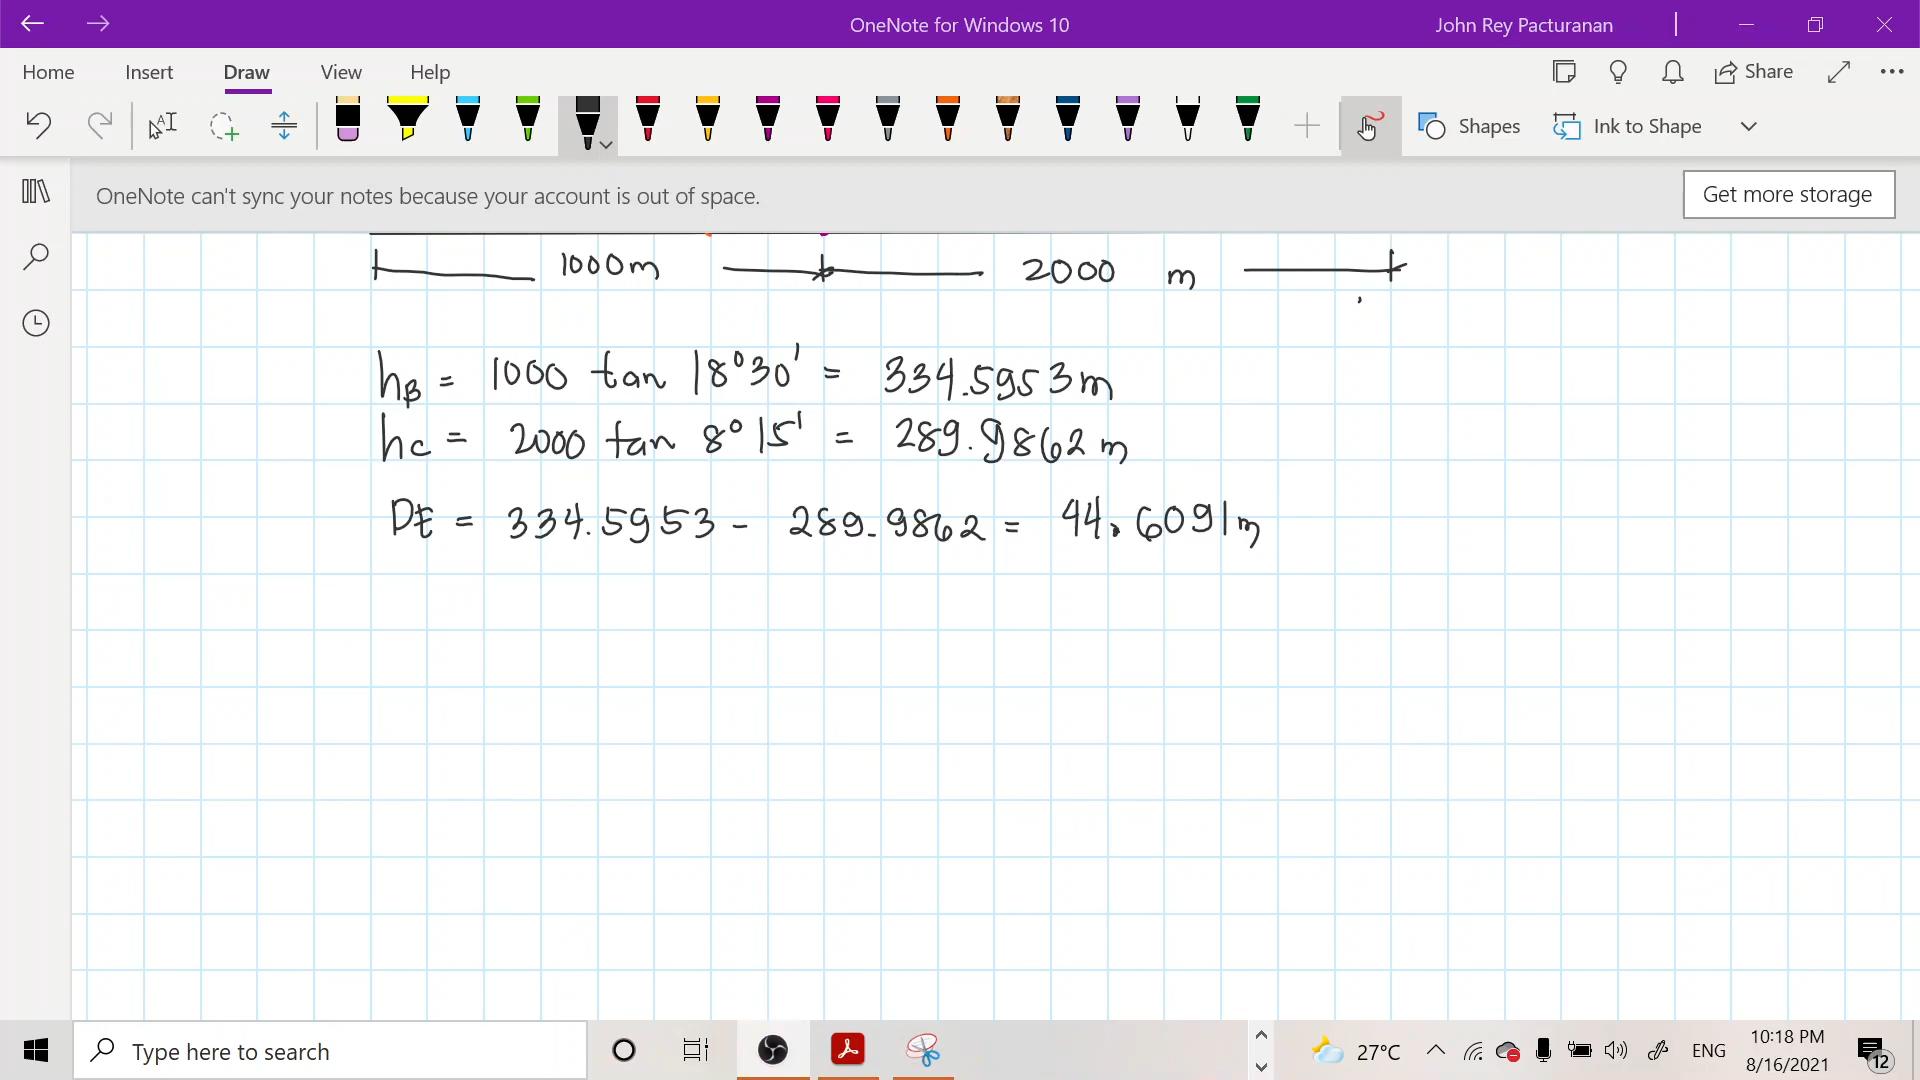 OneNote for Windows 10
John Rey Pacturanan
Home Insert Draw View Help
Share
Shapes
Ink to Shape
OneNote can't sync your notes because your account is out of space.
Get more storage
1000m 2000 m
hB = 1000 tan 18°30' = 334.5953m
hc = 2000 tan 8°15' = 289.9862m
DE = 334.5953 - 289.9862 = 44.6091m
Type here to search
27°C
ENG
10:18 PM
8/16/2021
12